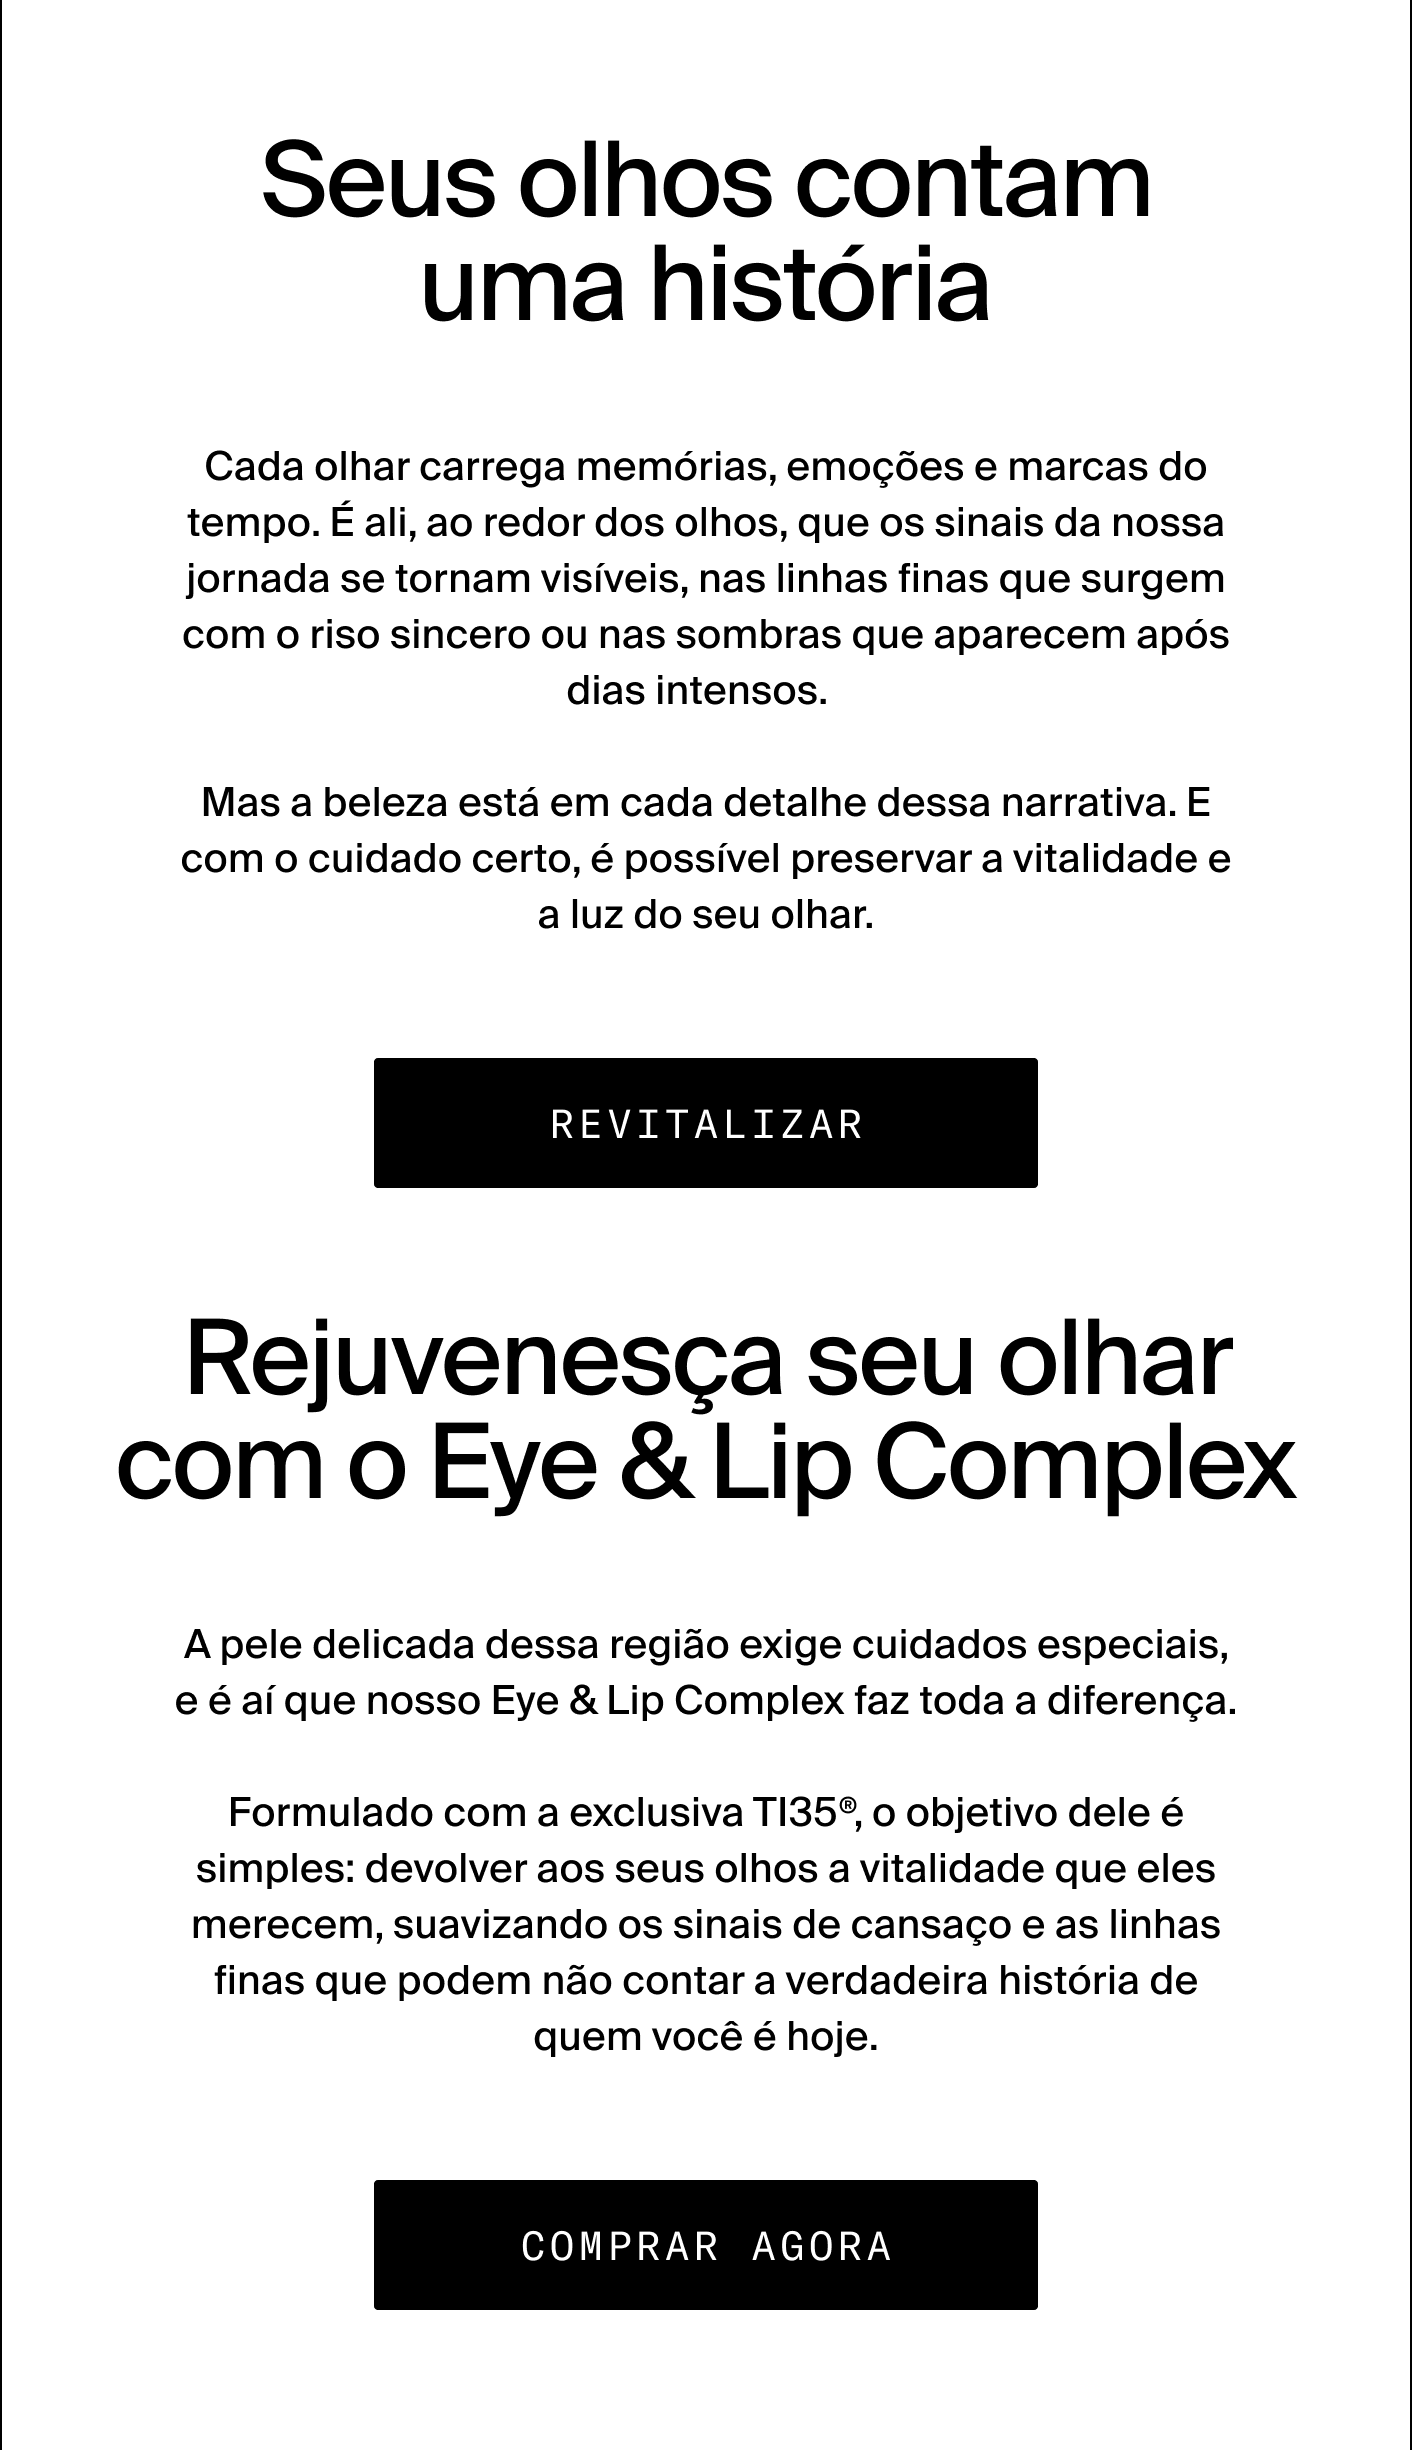 Seus olhos contam
uma história
Cada olhar carrega memórias, emoções e marcas do
tempo. É ali, ao redor dos olhos, que os sinais da nossa
jornada se tornam visíveis, nas linhas finas que surgem
com o riso sincero ou nas sombras que aparecem após
dias intensos.
Mas a beleza está em cada detalhe dessa narrativa. E
com o cuidado certo, é possível preservar a vitalidade e
a luz do seu olhar.
REVITALIZAR
Rejuvenesça seu olhar
com o Eye & Lip Complex
A pele delicada dessa região exige cuidados especiais,
e é aí que nosso Eye & Lip Complex faz toda a diferença.
Formulado com a exclusiva TI35®, o objetivo dele é
simples: devolver aos seus olhos a vitalidade que eles
merecem, suavizando os sinais de cansaço e as linhas
finas que podem não contar a verdadeira história de
quem você é hoje.
COMPRAR AGORA